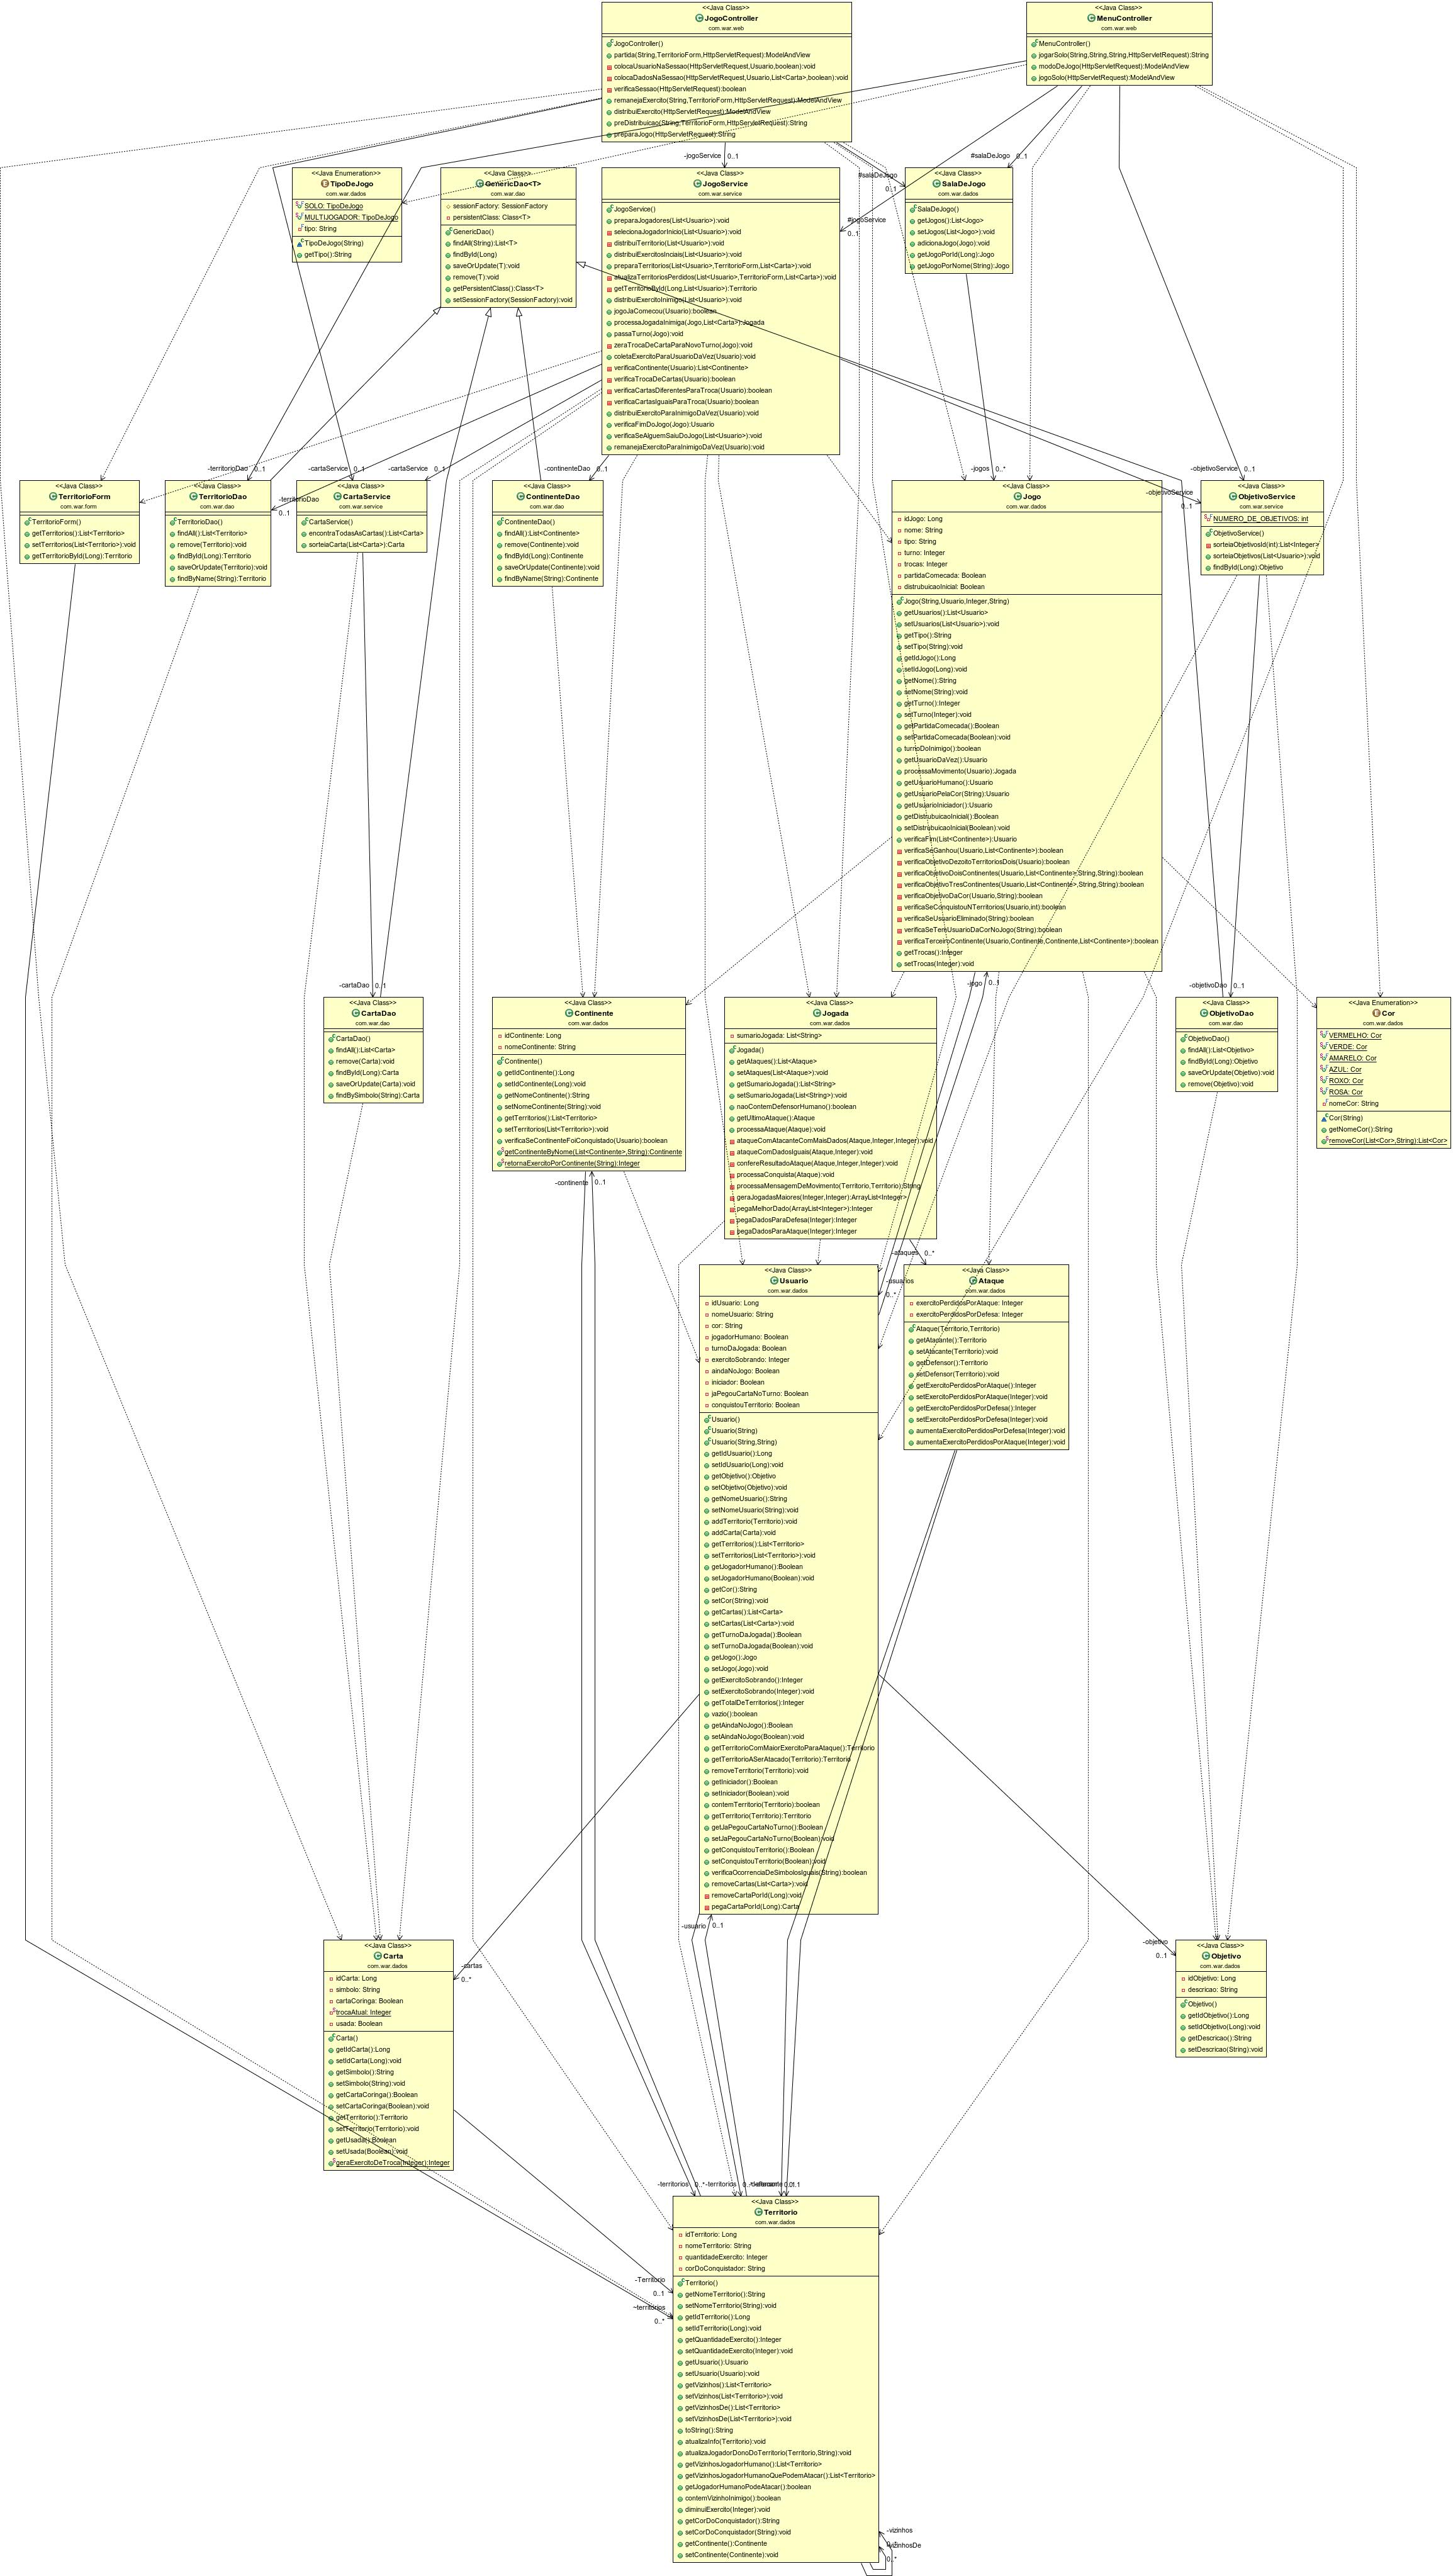 <<Java Class>>
JogoController
com.war.web
JogoController()
partida(String,TerritorioForm,HttpServletRequest):ModelAndView
colocaUsuarioNaSessao(HttpServletRequest,Usuario,boolean):void
colocaDadosNaSessao(HttpServletRequest,Usuario,List<Carta>,boolean):void
verificaSessao(HttpServletRequest):boolean
remanejaExercito(String,TerritorioForm,HttpServletRequest):ModelAndView
distribuiExercito(HttpServletRequest):ModelAndView
preDistribuicao(String,TerritorioForm,HttpServletRequest):String
preparaJogo(HttpServletRequest):String
<<Java Class>>
MenuController
com.war.web
MenuController()
jogarSolo(String,String,String,HttpServletRequest):String
modoDeJogo(HttpServletRequest):ModelAndView
jogoSolo(HttpServletRequest):ModelAndView
-jogoService
0..1
#salaDeJogo
0..1
#salaDeJogo
0..1
#jogoService
0..1
<<Java Enumeration>>
TipoDeJogo
com.war.dados
SOLO: TipoDeJogo
MULTIJOGADOR: TipoDeJogo
tipo: String
TipoDeJogo(String)
getTipo():String
<<Java Class>>
GenericDao<T>
com.war.dao
sessionFactory: SessionFactory
persistentClass: Class<T>
GenericDao()
findAll(String):List<T>
findById(Long)
saveOrUpdate(T):void
remove(T):void
getPersistentClass():Class<T>
setSessionFactory(SessionFactory):void
<<Java Class>>
JogoService
com.war.service
JogoService()
preparaJogadores(List<Usuario>):void
selecionaJogadorInicio(List<Usuario>):void
distribuiTerritorio(List<Usuario>):void
distribuiExercitosInciais(List<Usuario>):void
preparaTerritorios(List<Usuario>,TerritorioForm,List<Carta>):void
atualizaTerritoriosPerdidos(List<Usuario>,TerritorioForm,List<Carta>):void
getTerritorioById(Long,List<Usuario>):Territorio
distribuiExercitoInimigo(List<Usuario>):void
jogoJaComecou(Usuario):boolean
processaJogadaInimiga(Jogo,List<Carta>):Jogada
passaTurno(Jogo):void
zeraTrocaDeCartaParaNovoTurno(Jogo):void
coletaExercitoParaUsuarioDaVez(Usuario):void
verificaContinente(Usuario):List<Continente>
verificaTrocaDeCartas(Usuario):boolean
verificaCartasDiferentesParaTroca(Usuario):boolean
verificaCartasIguaisParaTroca(Usuario):boolean
distribuiExercitoParaInimigoDaVez(Usuario):void
verificaFimDoJogo(Jogo):Usuario
verificaSeAlguemSaiuDoJogo(List<Usuario>):void
remanejaExercitoParaInimigoDaVez(Usuario):void
<<Java Class>>
SalaDeJogo
com.war.dados
SalaDeJogo()
getJogos():List<Jogo>
setJogos(List<Jogo>):void
adicionaJogo(Jogo):void
getJogoPorId(Long):Jogo
getJogoPorNome(String):Jogo
-territorioDao
0..1
-cartaService
0..1
-cartaService
0..1
-continenteDao
0..1
-jogos
0..*
-objetivoService
0..1
-territorioDao
0..1
-objetivoService
0..1
<<Java Class>>
TerritorioForm
com.war.form
TerritorioForm()
getTerritorios():List<Territorio>
setTerritorios(List<Territorio>):void
getTerritorioById(Long):Territorio
<<Java Class>>
TerritorioDao
com.war.dao
TerritorioDao()
findAll():List<Territorio>
remove(Territorio):void
findById(Long):Territorio
saveOrUpdate(Territorio):void
findByName(String):Territorio
<<Java Class>>
CartaService
com.war.service
CartaService()
encontraTodasAsCartas():List<Carta>
sorteiaCarta(List<Carta>):Carta
<<Java Class>>
ContinenteDao
com.war.dao
ContinenteDao()
findAll():List<Continente>
remove(Continente):void
findById(Long):Continente
saveOrUpdate(Continente):void
findByName(String):Continente
<<Java Class>>
Jogo
com.war.dados
idJogo: Long
nome: String
tipo: String
turno: Integer
trocas: Integer
partidaComecada: Boolean
distrubuicaoInicial: Boolean
Jogo(String,Usuario,Integer,String)
getUsuarios():List<Usuario>
setUsuarios(List<Usuario>):void
getTipo():String
setTipo(String):void
getIdJogo():Long
setIdJogo(Long):void
getNome():String
setNome(String):void
getTurno():Integer
setTurno(Integer):void
getPartidaComecada():Boolean
setPartidaComecada(Boolean):void
turnoDoInimigo():boolean
getUsuarioDaVez():Usuario
processaMovimento(Usuario):Jogada
getUsuarioHumano():Usuario
getUsuarioPelaCor(String):Usuario
getUsuarioIniciador():Usuario
getDistrubuicaoInicial():Boolean
setDistrubuicaoInicial(Boolean):void
verificaFim(List<Continente>):Usuario
verificaSeGanhou(Usuario,List<Continente>):boolean
verificaObjetivoDezoitoTerritoriosDois(Usuario):boolean
verificaObjetivoDoisContinentes(Usuario,List<Continente>,String,String):boolean
verificaObjetivoTresContinentes(Usuario,List<Continente>,String,String):boolean
verificaObjetivoDaCor(Usuario,String):boolean
verificaSeConquistouNTerritorios(Usuario,int):boolean
verificaSeUsuarioEliminado(String):boolean
verificaSeTemUsuarioDaCorNoJogo(String):boolean
verificaTerceiroContinente(Usuario,Continente,Continente,List<Continente>):boolean
getTrocas():Integer
setTrocas(Integer):void
<<Java Class>>
ObjetivoService
com.war.service
NUMERO_DE_OBJETIVOS: int
ObjetivoService()
sorteiaObjetivosId(int):List<Integer>
sorteiaObjetivos(List<Usuario>):void
findById(Long):Objetivo
-cartaDao
0..1
-jogo
0..1
-objetivoDao
0..1
<<Java Class>>
CartaDao
com.war.dao
CartaDao()
findAll():List<Carta>
remove(Carta):void
findById(Long):Carta
saveOrUpdate(Carta):void
findBySimbolo(String):Carta
<<Java Class>>
Continente
com.war.dados
idContinente: Long
nomeContinente: String
Continente()
getIdContinente():Long
setIdContinente(Long):void
getNomeContinente():String
setNomeContinente(String):void
getTerritorios():List<Territorio>
setTerritorios(List<Territorio>):void
verificaSeContinenteFoiConquistado(Usuario):boolean
getContinenteByNome(List<Continente>,String):Continente
retornaExercitoPorContinente(String):Integer
<<Java Class>>
Jogada
com.war.dados
sumarioJogada: List<String>
Jogada()
getAtaques():List<Ataque>
setAtaques(List<Ataque>):void
getSumarioJogada():List<String>
setSumarioJogada(List<String>):void
naoContemDefensorHumano():boolean
getUltimoAtaque():Ataque
processaAtaque(Ataque):void
ataqueComAtacanteComMaisDados(Ataque,Integer,Integer):void
ataqueComDadosIguais(Ataque,Integer):void
confereResultadoAtaque(Ataque,Integer,Integer):void
processaConquista(Ataque):void
processaMensagemDeMovimento(Territorio,Territorio):String
geraJogadasMaiores(Integer,Integer):ArrayList<Integer>
pegaMelhorDado(ArrayList<Integer>):Integer
pegaDadosParaDefesa(Integer):Integer
pegaDadosParaAtaque(Integer):Integer
<<Java Class>>
ObjetivoDao
com.war.dao
ObjetivoDao()
findAll():List<Objetivo>
findById(Long):Objetivo
saveOrUpdate(Objetivo):void
remove(Objetivo):void
<<Java Enumeration>>
Cor
com.war.dados
VERMELHO: Cor
VERDE: Cor
AMARELO: Cor
AZUL: Cor
ROXO: Cor
ROSA: Cor
nomeCor: String
Cor(String)
getNomeCor():String
removeCor(List<Cor>,String):List<Cor>
-continente
0..1
-ataques
0..*
-usuarios
0..*
<<Java Class>>
Usuario
com.war.dados
idUsuario: Long
nomeUsuario: String
cor: String
jogadorHumano: Boolean
turnoDaJogada: Boolean
exercitoSobrando: Integer
aindaNoJogo: Boolean
iniciador: Boolean
jaPegouCartaNoTurno: Boolean
conquistouTerritorio: Boolean
Usuario()
Usuario(String)
Usuario(String,String)
getIdUsuario():Long
setIdUsuario(Long):void
getObjetivo():Objetivo
setObjetivo(Objetivo):void
getNomeUsuario():String
setNomeUsuario(String):void
addTerritorio(Territorio):void
addCarta(Carta):void
getTerritorios():List<Territorio>
setTerritorios(List<Territorio>):void
getJogadorHumano():Boolean
setJogadorHumano(Boolean):void
getCor():String
setCor(String):void
getCartas():List<Carta>
setCartas(List<Carta>):void
getTurnoDaJogada():Boolean
setTurnoDaJogada(Boolean):void
getJogo():Jogo
setJogo(Jogo):void
getExercitoSobrando():Integer
setExercitoSobrando(Integer):void
getTotalDeTerritorios():Integer
vazio():boolean
getAindaNoJogo():Boolean
setAindaNoJogo(Boolean):void
getTerritorioComMaiorExercitoParaAtaque():Territorio
getTerritorioASerAtacado(Territorio):Territorio
removeTerritorio(Territorio):void
getIniciador():Boolean
setIniciador(Boolean):void
contemTerritorio(Territorio):boolean
getTerritorio(Territorio):Territorio
getJaPegouCartaNoTurno():Boolean
setJaPegouCartaNoTurno(Boolean):void
getConquistouTerritorio():Boolean
setConquistouTerritorio(Boolean):void
verificaOcorrenciaDeSimbolosIguais(String):boolean
removeCartas(List<Carta>):void
removeCartaPorId(Long):void
pegaCartaPorId(Long):Carta
<<Java Class>>
Ataque
com.war.dados
exercitoPerdidosPorAtaque: Integer
exercitoPerdidosPorDefesa: Integer
Ataque(Territorio,Territorio)
getAtacante():Territorio
setAtacante(Territorio):void
getDefensor():Territorio
setDefensor(Territorio):void
getExercitoPerdidosPorAtaque():Integer
setExercitoPerdidosPorAtaque(Integer):void
getExercitoPerdidosPorDefesa():Integer
setExercitoPerdidosPorDefesa(Integer):void
aumentaExercitoPerdidosPorDefesa(Integer):void
aumentaExercitoPerdidosPorAtaque(Integer):void
-usuario
0..1
-cartas
0..*
-objetivo
0..1
<<Java Class>>
Carta
com.war.dados
idCarta: Long
simbolo: String
cartaCoringa: Boolean
trocaAtual: Integer
usada: Boolean
Carta()
getIdCarta():Long
setIdCarta(Long):void
getSimbolo():String
setSimbolo(String):void
getCartaCoringa():Boolean
setCartaCoringa(Boolean):void
getTerritorio():Territorio
setTerritorio(Territorio):void
getUsada():Boolean
setUsada(Boolean):void
geraExercitoDeTroca(Integer):Integer
<<Java Class>>
Objetivo
com.war.dados
idObjetivo: Long
descricao: String
Objetivo()
getIdObjetivo():Long
setIdObjetivo(Long):void
getDescricao():String
setDescricao(String):void
-territorios
0..*
-territorios
-Territorio
0..1
~territorios
0..*
<<Java Class>>
Territorio
com.war.dados
idTerritorio: Long
nomeTerritorio: String
quantidadeExercito: Integer
corDoConquistador: String
Territorio()
getNomeTerritorio():String
setNomeTerritorio(String):void
getIdTerritorio():Long
setIdTerritorio(Long):void
getQuantidadeExercito():Integer
setQuantidadeExercito(Integer):void
getUsuario():Usuario
setUsuario(Usuario):void
getVizinhos():List<Territorio>
setVizinhos(List<Territorio>):void
getVizinhosDe():List<Territorio>
setVizinhosDe(List<Territorio>):void
toString():String
atualizaInfo(Territorio):void
atualizaJogadorDonoDoTerritorio(Territorio,String):void
getVizinhosJogadorHumano():List<Territorio>
getVizinhosJogadorHumanoQuePodemAtacar():List<Territorio>
getJogadorHumanoPodeAtacar():boolean
contemVizinhoInimigo():boolean
diminuiExercito(Integer):void
getCorDoConquistador():String
setCorDoConquistador(String):void
getContinente():Continente
setContinente(Continente):void
-vizinhos
-vizinhosDe
0..*